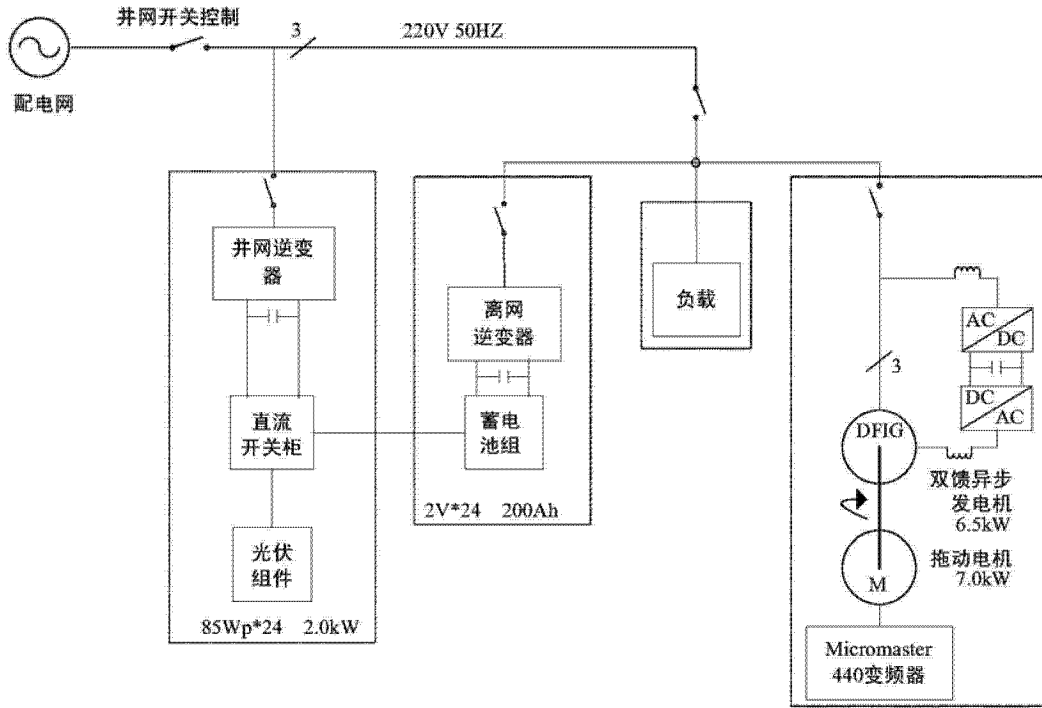 井网开关控制
3
220V 50HZ
配电网
井网逆变
器
离网
逆变器
负载
AC
DC
3
DC
AC
直流
开关柜
蓄电
池组
DFIG
双馈异步
发电机
6.5kW
2V*24 200Ah
光伏
组件
拖动电机
7.0kW
M
85Wp*24 2.0kW
Micromaster
440变频器